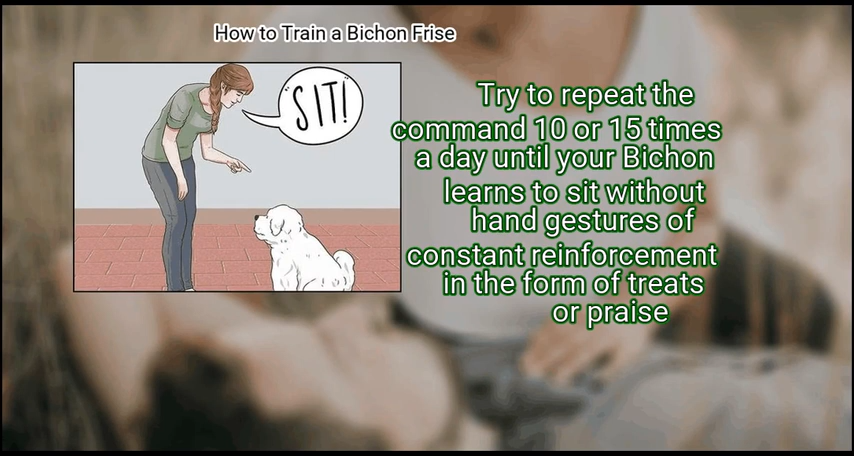 How to Train a Bichon Frise
"SIT!"
Try to repeat the
command 10 or 15 times
a day until your Bichon
learns to sit without
hand gestures of
constant reinforcement
in the form of treats
or praise